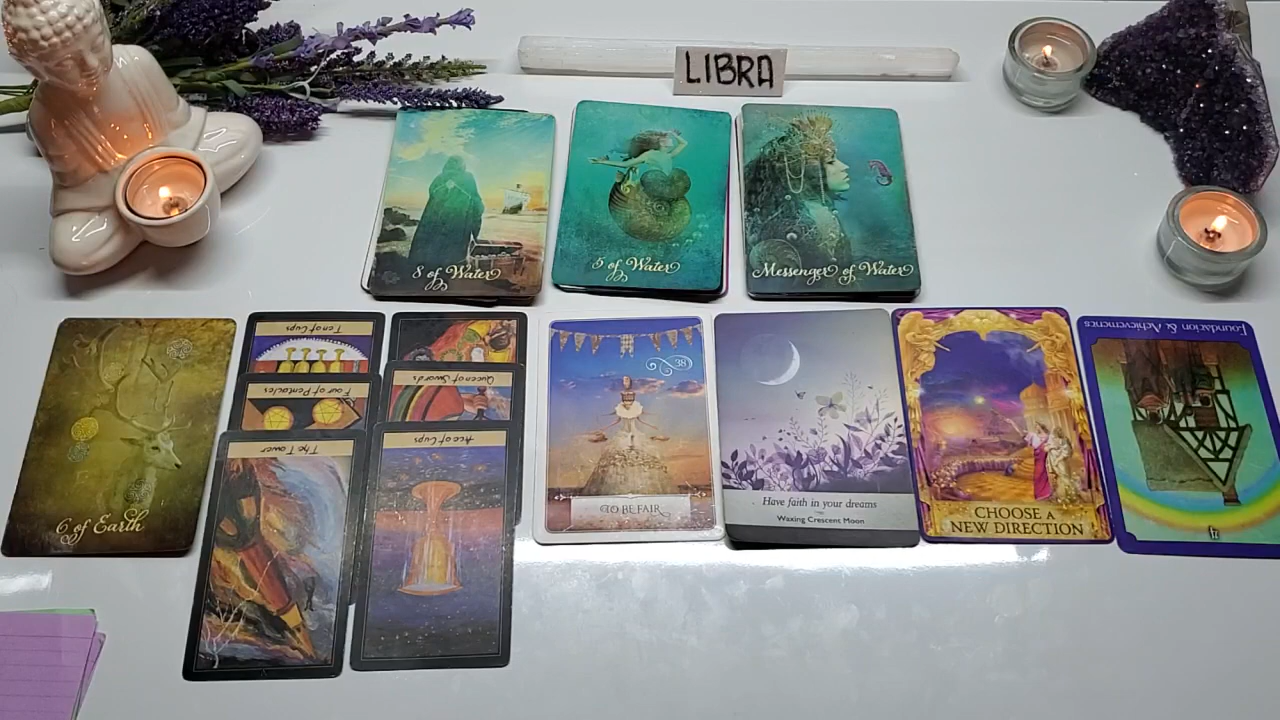 LIBRA
8 of Water
5 of Water
Messenger of Water
6 of Earth
Ten of Cups
Four of Pentacles
The Tower
Queen of Swords
Ace of Cups
38
TO BE FAIR
Have faith in your dreams
Waxing Crescent Moon
CHOOSE A
NEW DIRECTION
Foundation & Achievements